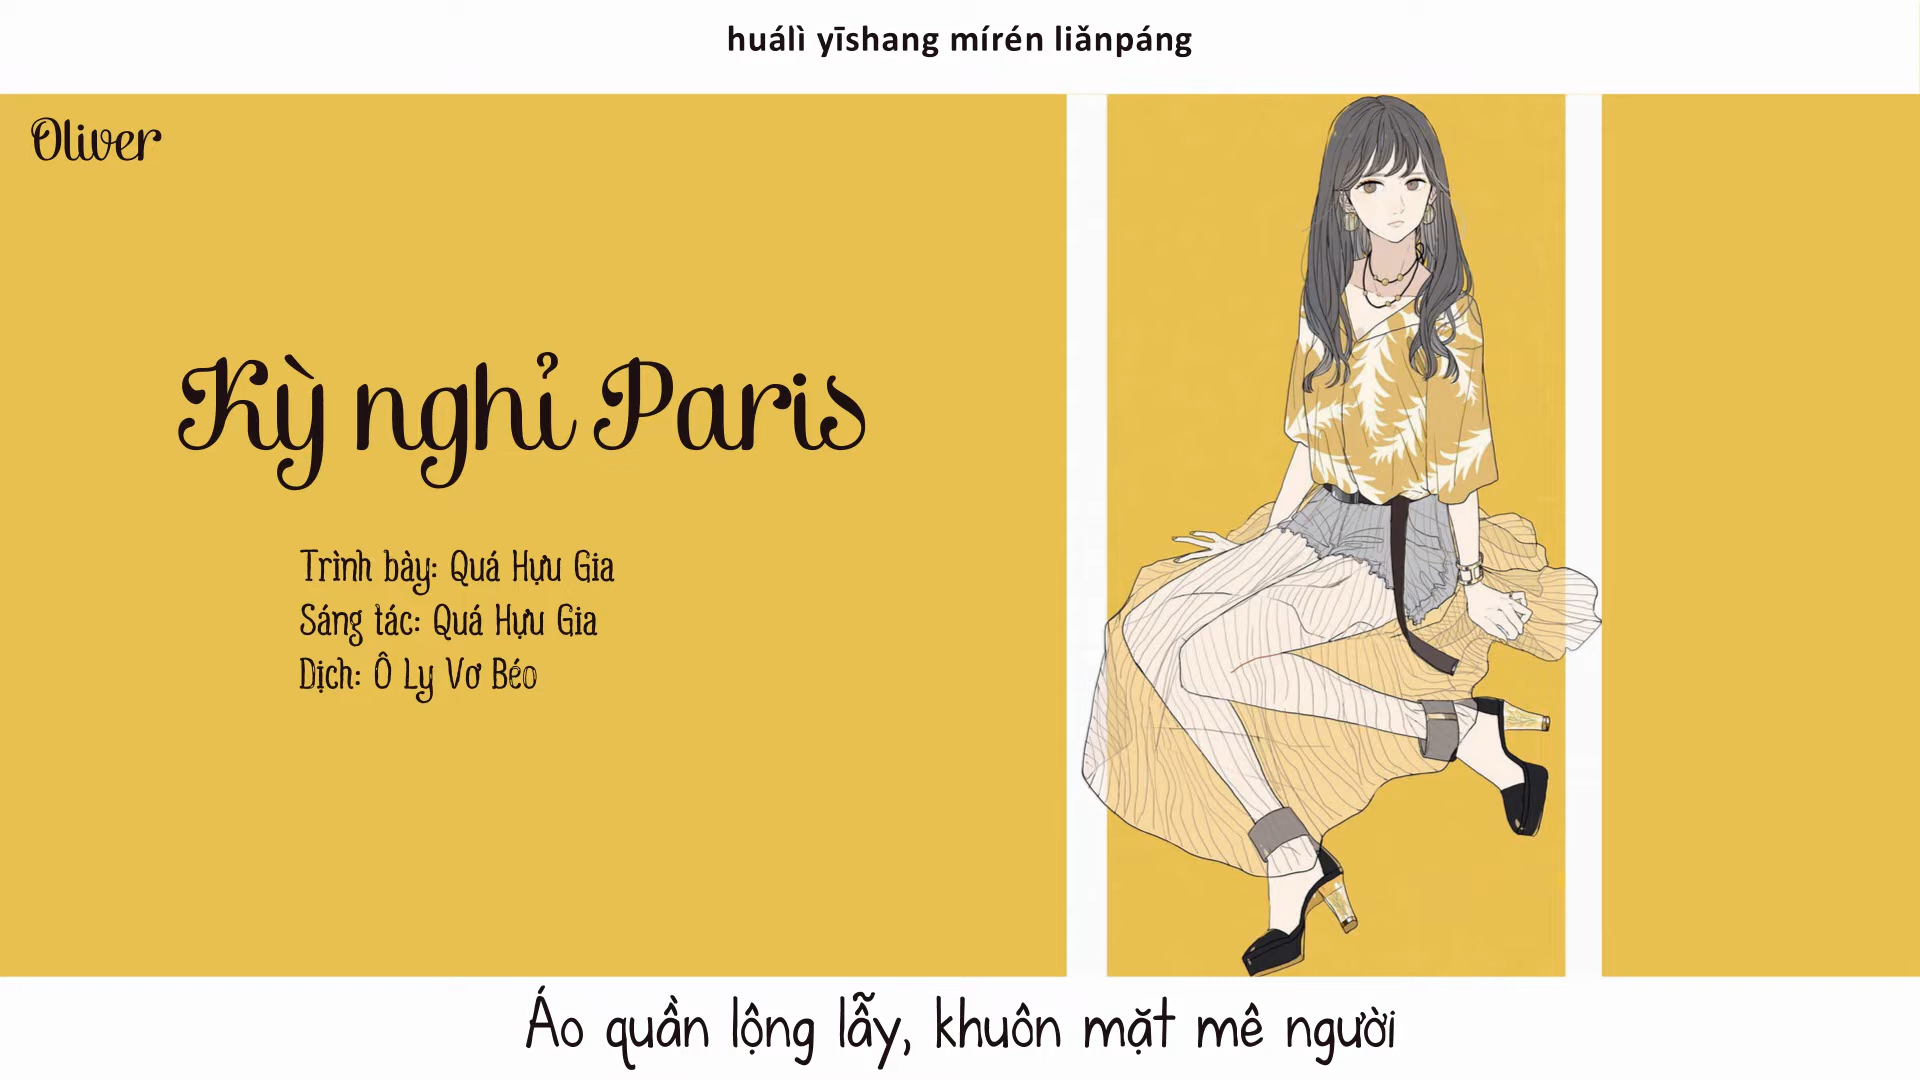 huálì yīshang mírén liǎnpáng
Oliver
Kỳ nghỉ Paris
Trình bày: Quá Hựu Gia
Sáng tác: Quá Hựu Gia
Dịch: Ô Ly Vơ Béo
Áo quần lộng lẫy, khuôn mặt mê người